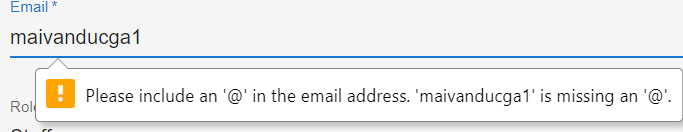 Email *
maivanducga1
Please include an '@' in the email address. 'maivanducga1' is missing an '@'.